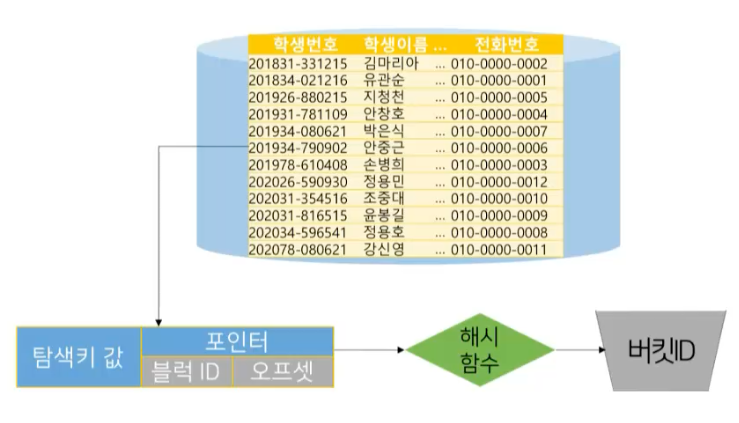 학생번호 학생이름 ... 전화번호
201831-331215 김마리아 ... 010-0000-0002
201834-021216 유관순 ... 010-0000-0001
201926-880215 지청천 ... 010-0000-0005
201931-781109 안창호 ... 010-0000-0004
201934-080621 박은식 ... 010-0000-0007
201934-790902 안중근 ... 010-0000-0006
201978-610408 손병희 ... 010-0000-0003
202026-590930 정용민 ... 010-0000-0012
202031-354516 조중대 ... 010-0000-0010
202031-816515 윤봉길 ... 010-0000-0009
202034-596541 정용호 ... 010-0000-0008
202078-080621 강신영 ... 010-0000-0011
탐색키 값
포인터
블럭 ID 오프셋
해시
함수
버킷ID